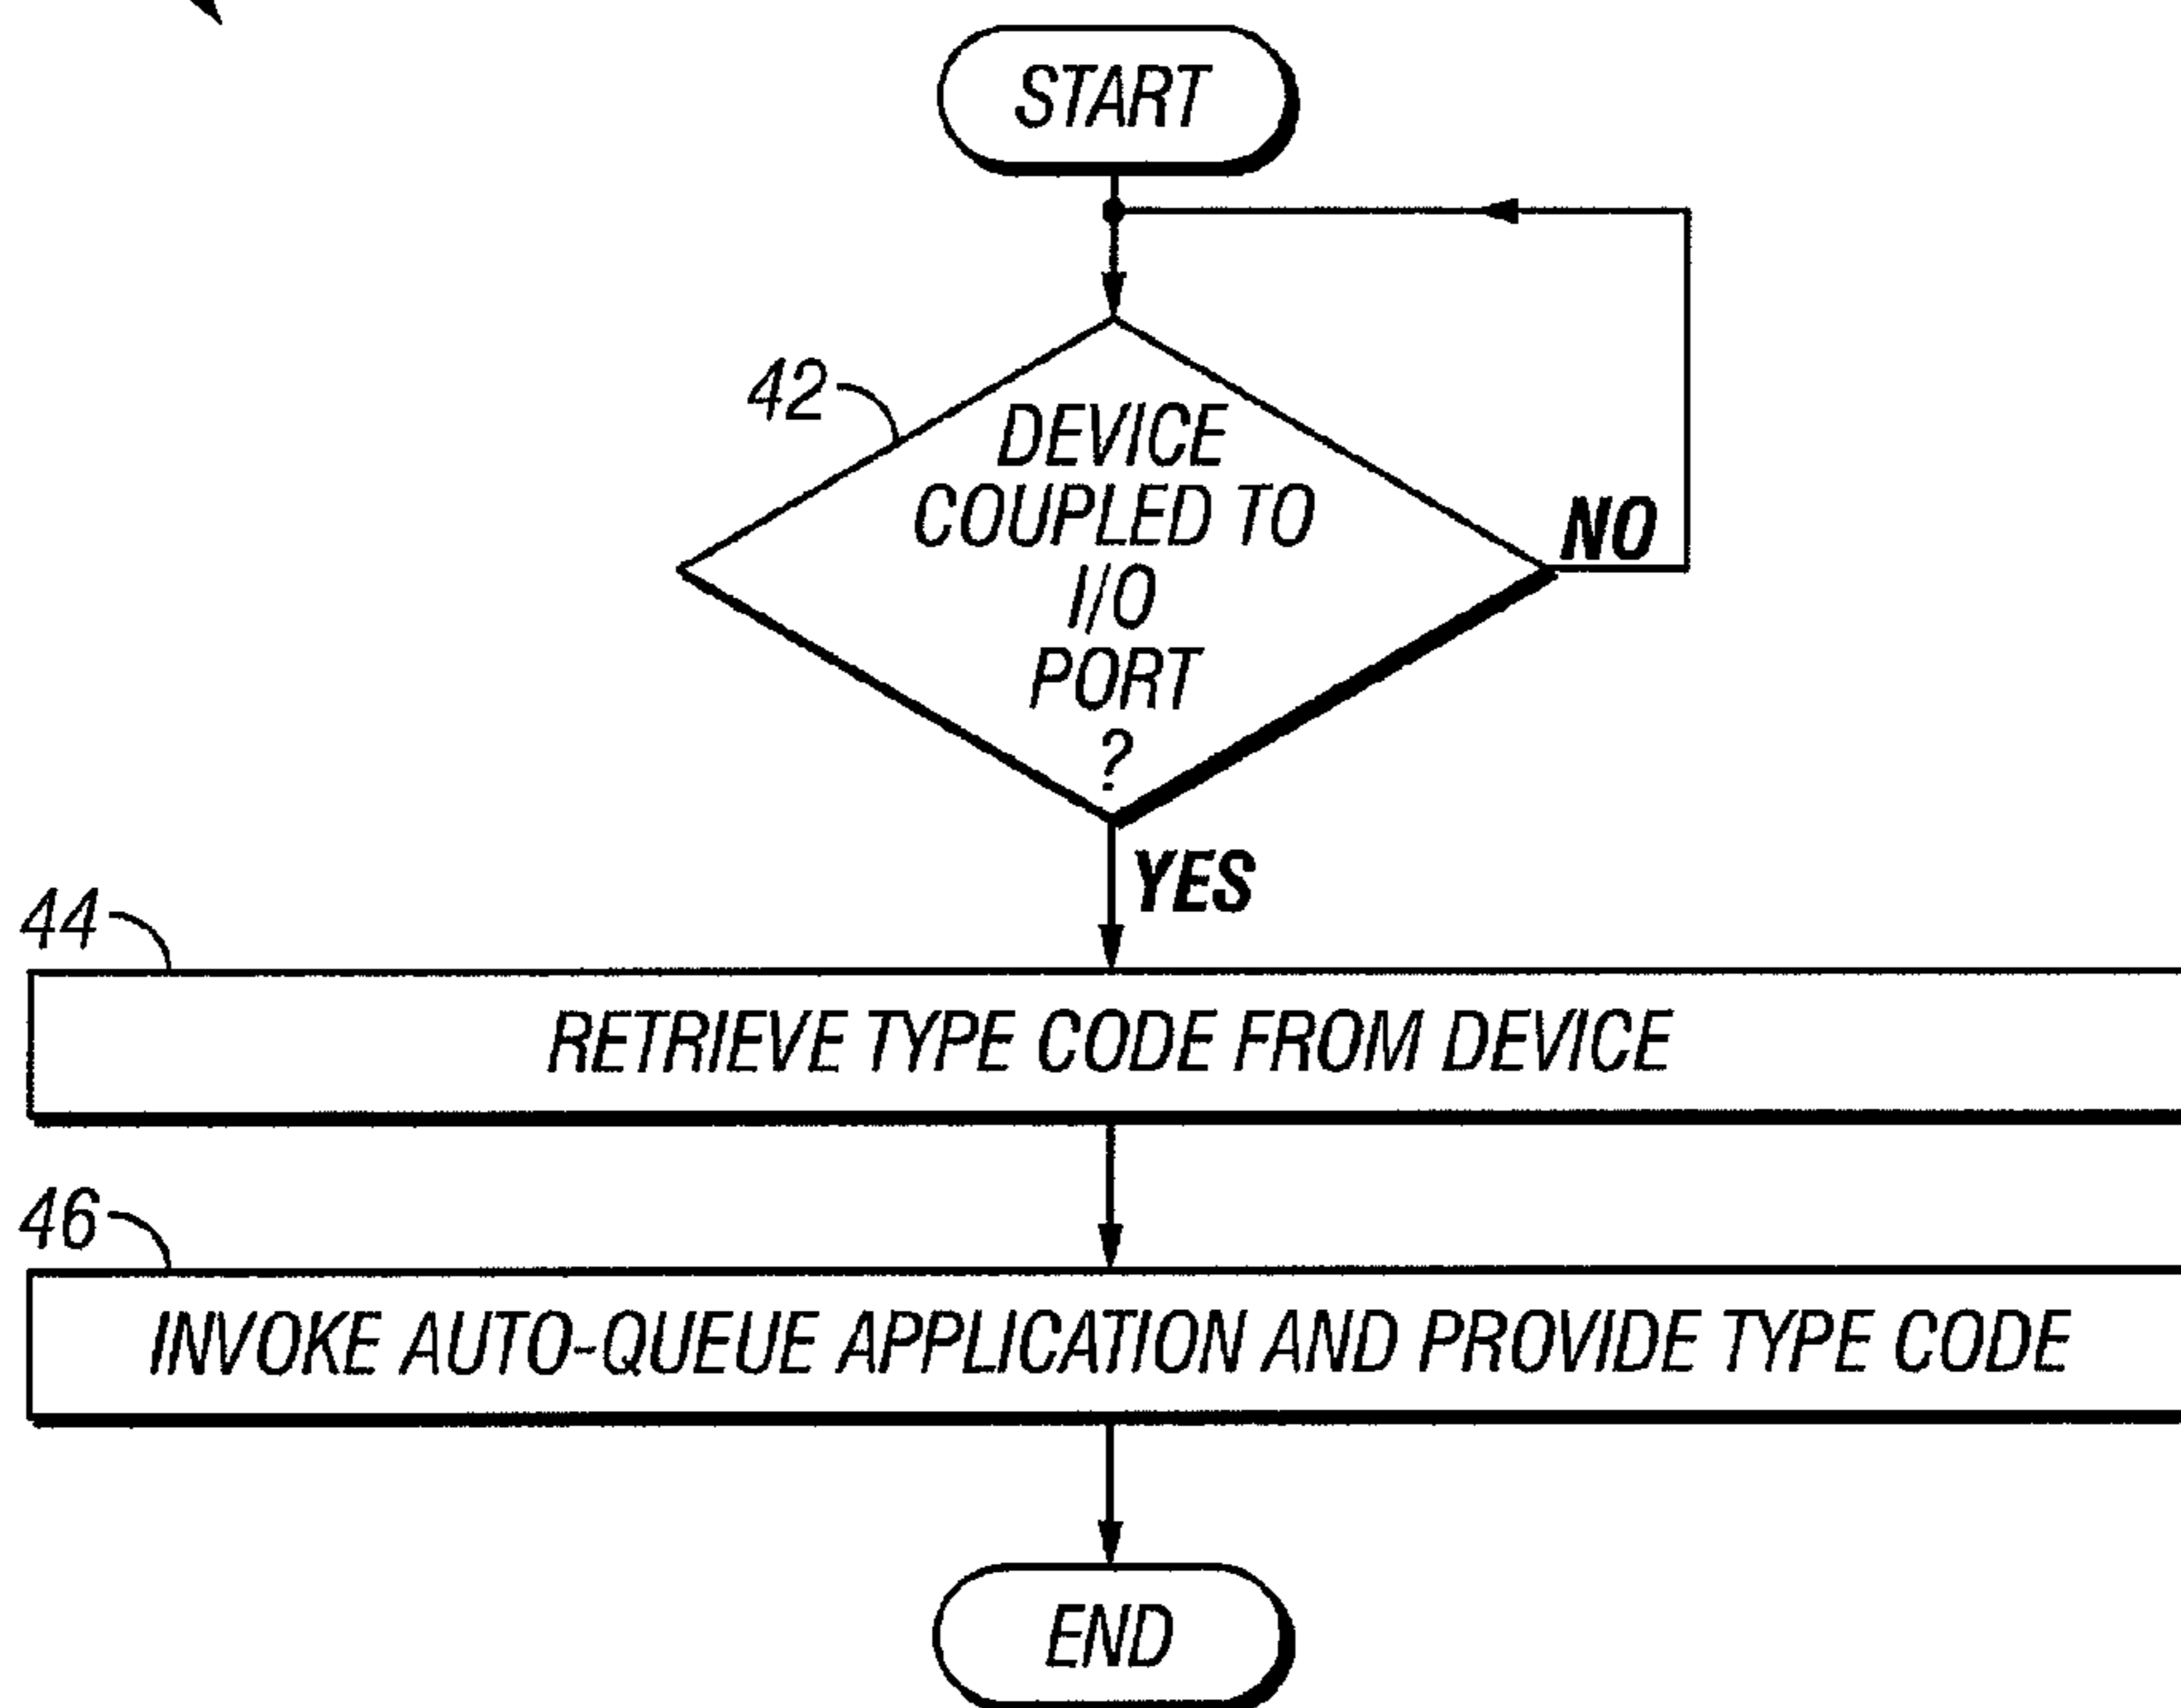 START
42
DEVICE
COUPLED TO
I/O
PORT
?
NO
YES
44
RETRIEVE TYPE CODE FROM DEVICE
46
INVOKE AUTO-QUEUE APPLICATION AND PROVIDE TYPE CODE
END